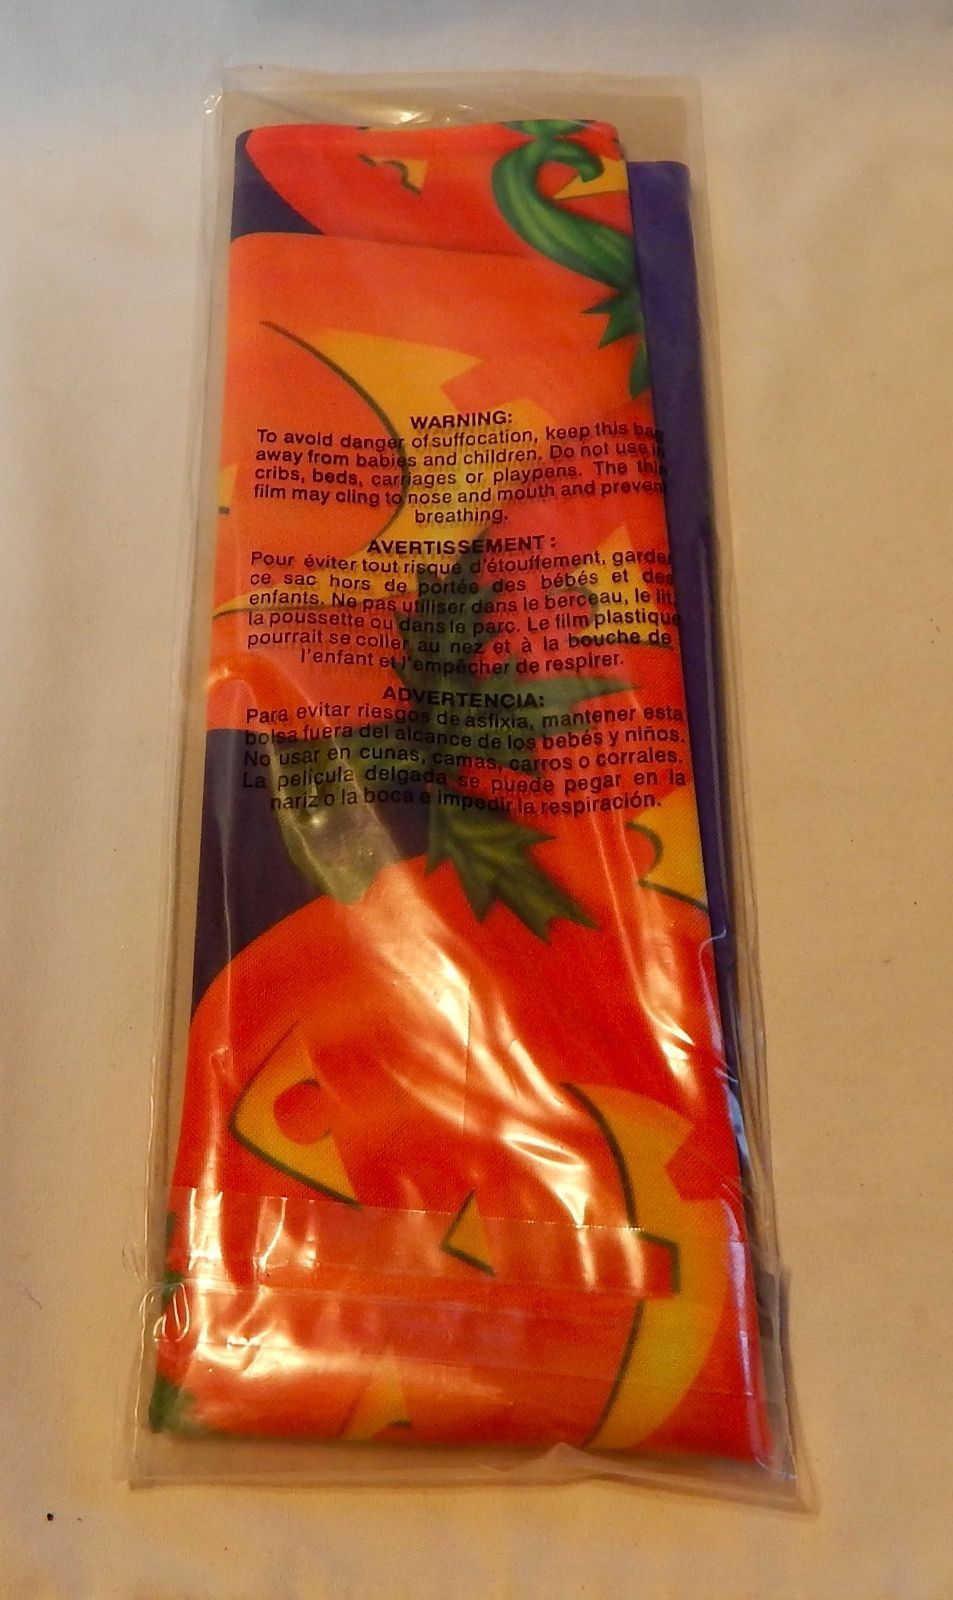 WARNING:
To avoid danger of suffocation, keep this bag
away from babies and children. Do not use in
cribs, beds, carriages or playpens. The thin
film may cling to nose and mouth and prevent
breathing.
AVERTISSEMENT :
Pour éviter tout risque d'étouffement, garder
ce sac hors de portée des bébés et des
enfants. Ne pas utiliser dans le berceau, le lit,
la poussette ou dans le parc. Le film plastique
pourrait se coller au nez et à la bouche de
l'enfant et l'empêcher de respirer.
ADVERTENCIA:
Para evitar riesgos de asfixia, mantener esta
bolsa fuera del alcance de los bebés y niños.
No usar en cunas, camas, carros o corrales.
La película delgada se puede pegar en la
nariz o la boca e impedir la respiración.